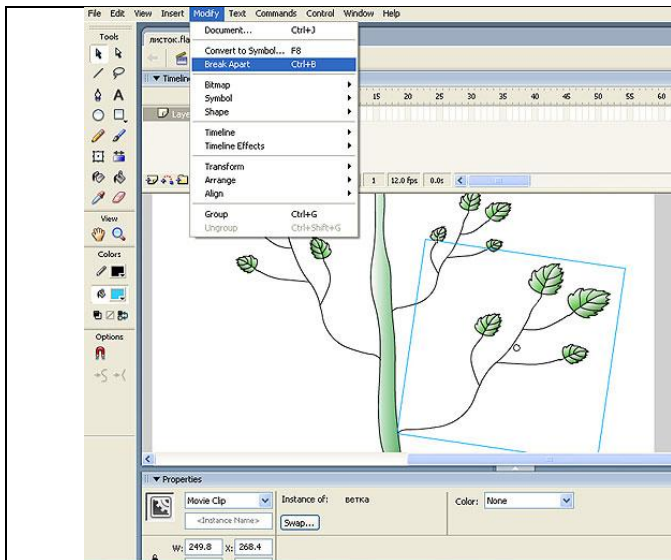 File Edit View Insert Modify Text Commands Control Window Help
Tools
листок.fla
Document... Ctrl+J
Convert to Symbol... F8
Break Apart Ctrl+B
Timeline
15 20 25 30 35 40 45 50 55 60
Bitmap
Symbol
Shape
Timeline
Timeline Effects
1 12.0 fps 0.0s
Transform
Arrange
Align
Group Ctrl+G
Ungroup Ctrl+Shift+G
View
Colors
Options
Properties
Movie Clip Instance of: ветка Color: None
<Instance Name> Swap...
W: 249.8 X: 268.4